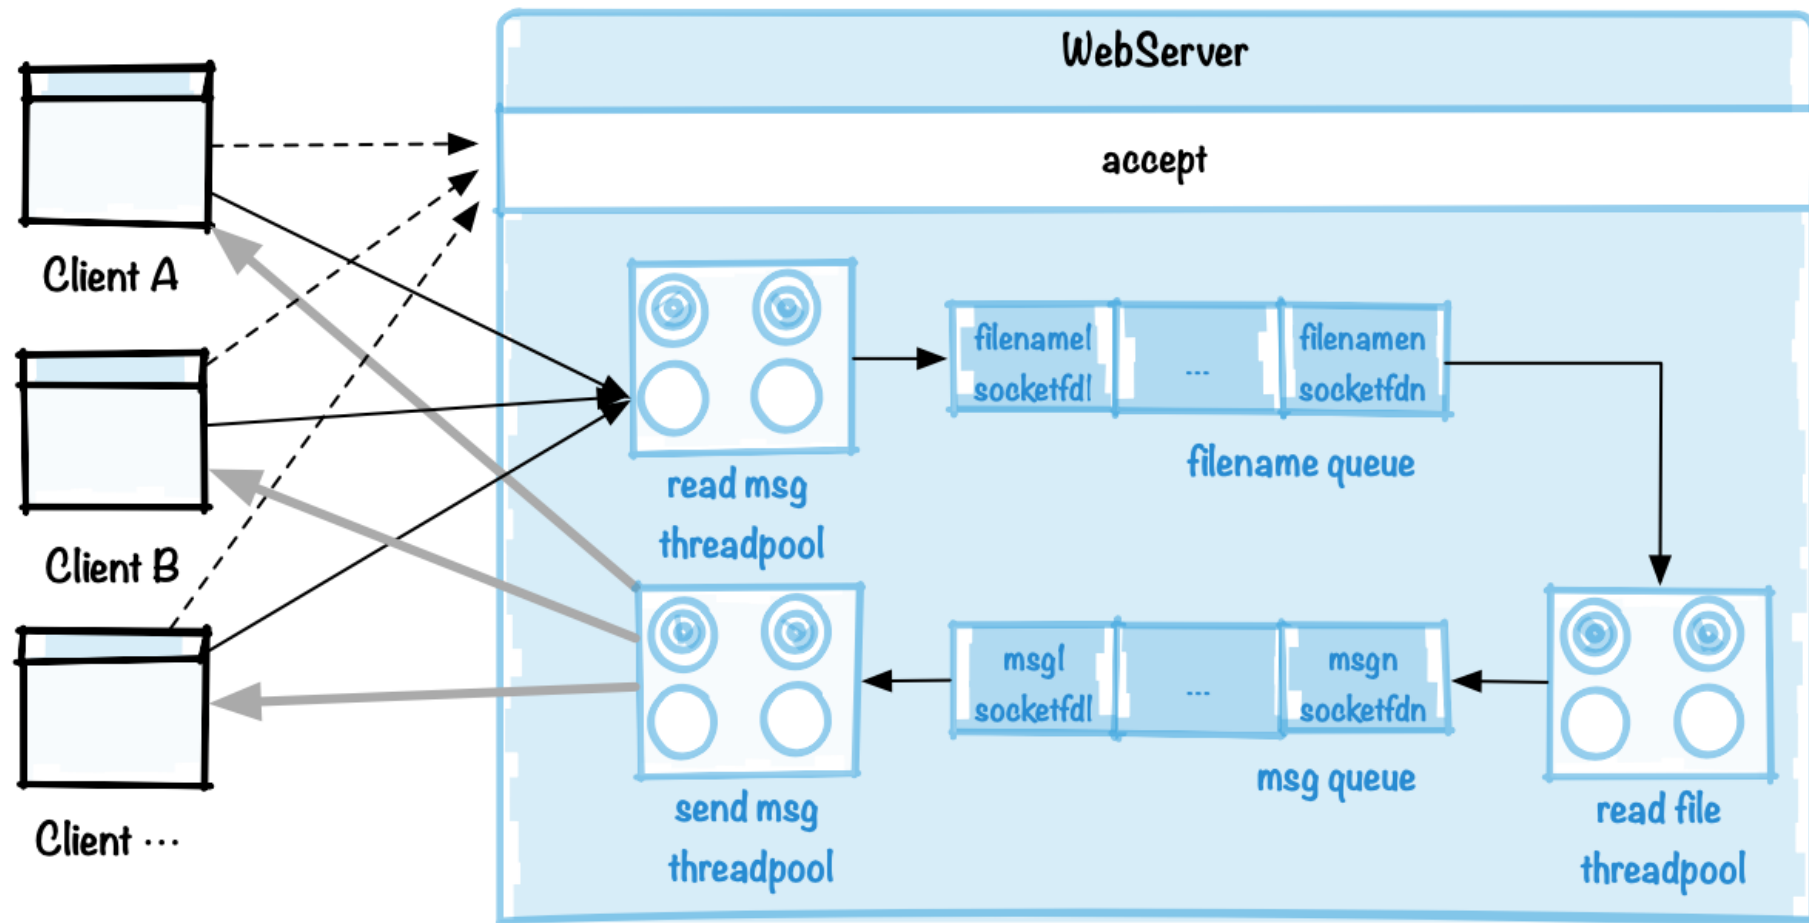 WebServer
accept
Client A
Client B
Client ...
filename1
socketfd1
...
filenamen
socketfdn
filename queue
read msg
threadpool
msg1
socketfd1
...
msgn
socketfdn
msg queue
send msg
threadpool
read file
threadpool